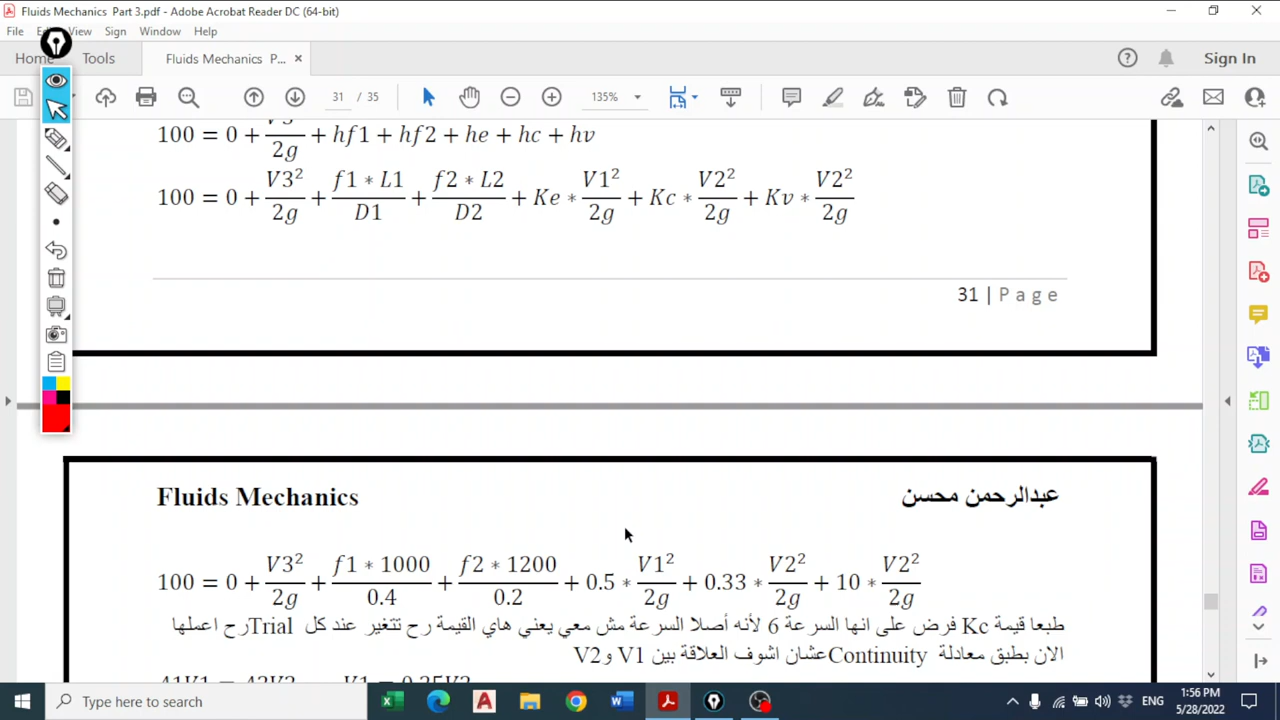 Fluids Mechanics Part 3.pdf - Adobe Acrobat Reader DC (64-bit)
File View Sign Window Help
Home Tools Fluids Mechanics P... Sign In
31 / 35 135%
100 = 0 + V3²/2g + hf1 + hf2 + he + hc + hv
100 = 0 + V3²/2g + f1 ∗ L1/D1 + f2 ∗ L2/D2 + Ke ∗ V1²/2g + Kc ∗ V2²/2g + Kv ∗ V2²/2g
31 | P a g e
Fluids Mechanics عبدالرحمن محسن
100 = 0 + V3²/2g + f1 ∗ 1000/0.4 + f2 ∗ 1200/0.2 + 0.5 ∗ V1²/2g + 0.33 ∗ V2²/2g + 10 ∗ V2²/2g
طبعا قيمة Kc فرض على انها السرعة 6 لأنه أصلا السرعة مش معي يعني هاي القيمة رح تتغير عند كل Trial رح اعملها
الان بطبق معادلة Continuity عشان اشوف العلاقة بين V1 و V2
Type here to search ENG 1:56 PM
5/28/2022